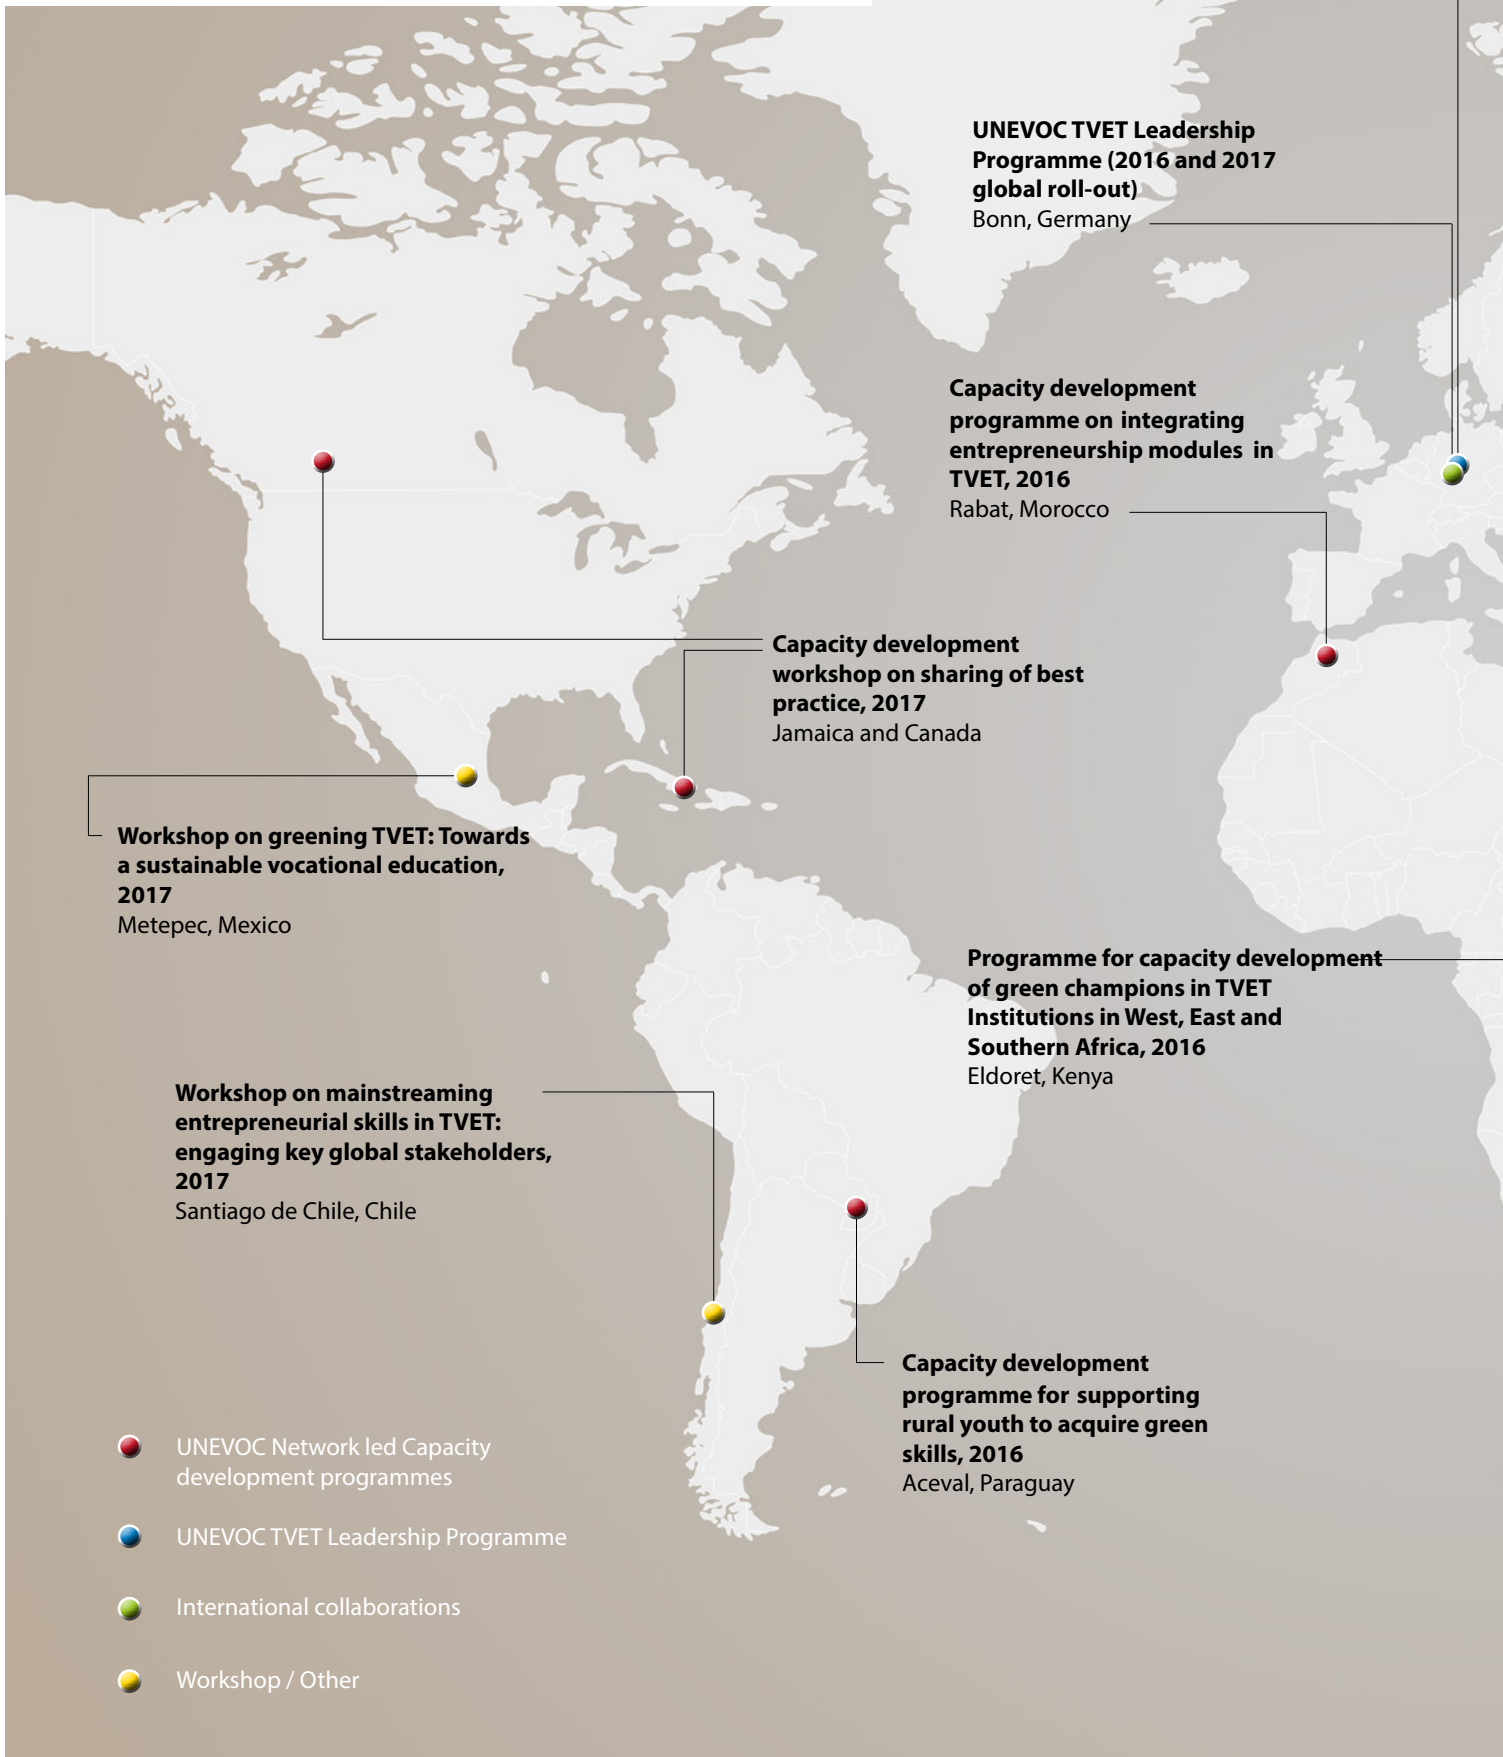 UNEVOC TVET Leadership
Programme (2016 and 2017
global roll-out)
Bonn, Germany
Capacity development
programme on integrating
entrepreneurship modules in
TVET, 2016
Rabat, Morocco
Capacity development
workshop on sharing of best
practice, 2017
Jamaica and Canada
Workshop on greening TVET: Towards
a sustainable vocational education,
2017
Metepec, Mexico
Programme for capacity development
of green champions in TVET
Institutions in West, East and
Southern Africa, 2016
Eldoret, Kenya
Workshop on mainstreaming
entrepreneurial skills in TVET:
engaging key global stakeholders,
2017
Santiago de Chile, Chile
Capacity development
programme for supporting
rural youth to acquire green
skills, 2016
Aceval, Paraguay
UNEVOC Network led Capacity
development programmes
UNEVOC TVET Leadership Programme
International collaborations
Workshop / Other